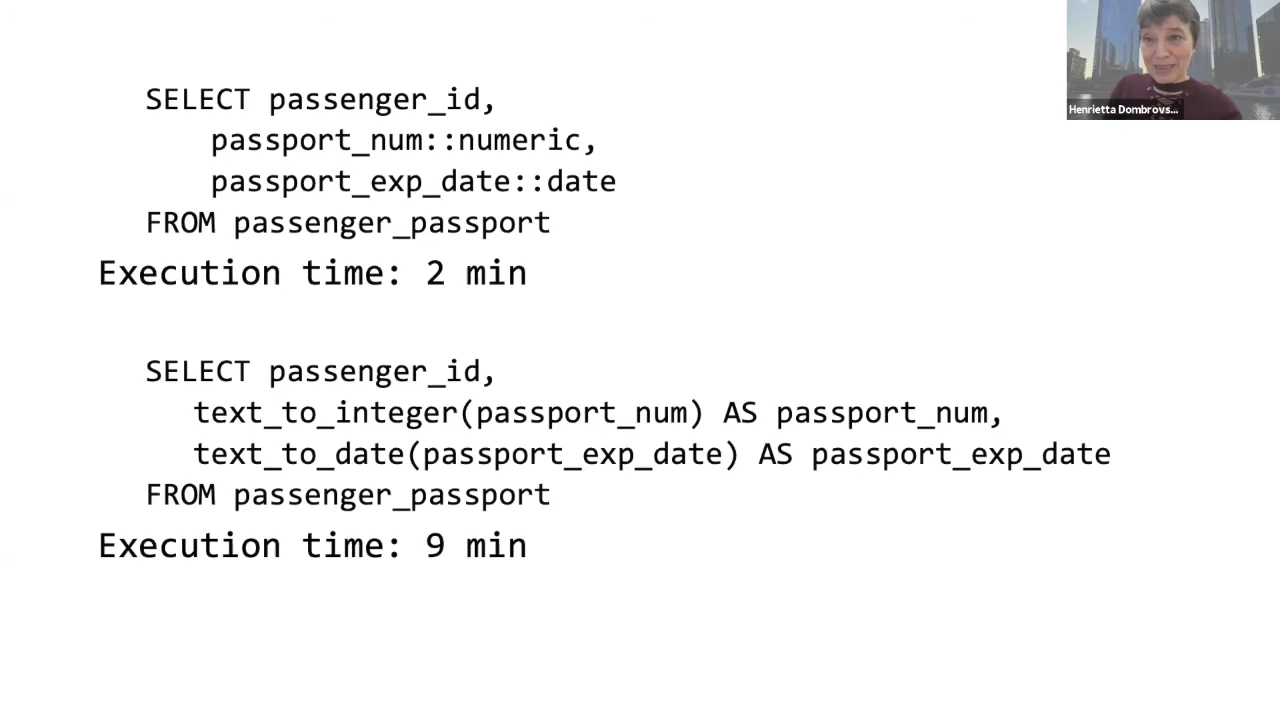 SELECT passenger_id,
passport_num::numeric,
passport_exp_date::date
FROM passenger_passport
Execution time: 2 min
SELECT passenger_id,
text_to_integer(passport_num) AS passport_num,
text_to_date(passport_exp_date) AS passport_exp_date
FROM passenger_passport
Execution time: 9 min
Henrietta Dombrovs...